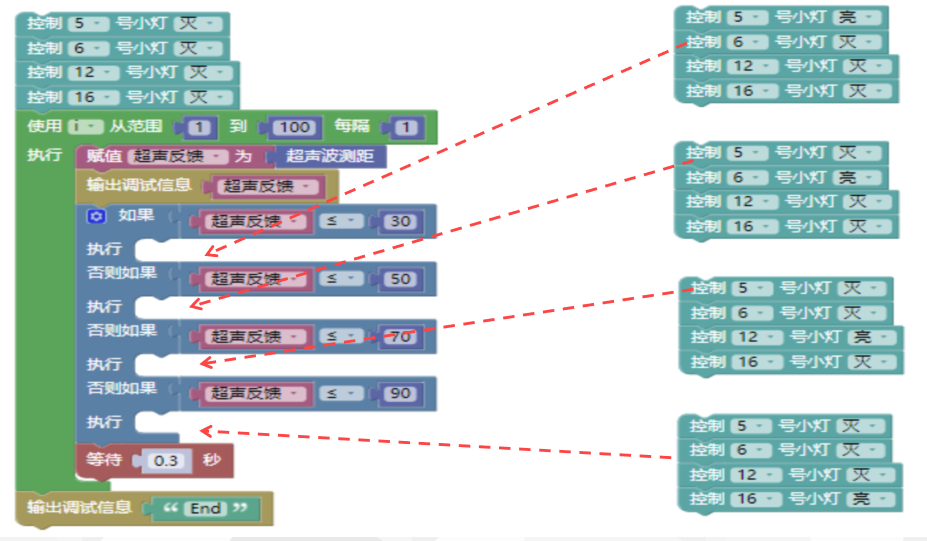 控制 5 号小灯 灭
控制 6 号小灯 灭
控制 12 号小灯 灭
控制 16 号小灯 灭
使用 i 从范围 1 到 100 每隔 1
执行 赋值 超声反馈 为 超声波测距
输出调试信息 超声反馈
如果 超声反馈 ≤ 30
执行
否则如果 超声反馈 ≤ 50
执行
否则如果 超声反馈 ≤ 70
执行
否则如果 超声反馈 ≤ 90
执行
等待 0.3 秒
输出调试信息 “ End ”
控制 5 号小灯 亮
控制 6 号小灯 灭
控制 12 号小灯 灭
控制 16 号小灯 灭
控制 5 号小灯 灭
控制 6 号小灯 亮
控制 12 号小灯 灭
控制 16 号小灯 灭
控制 5 号小灯 灭
控制 6 号小灯 灭
控制 12 号小灯 亮
控制 16 号小灯 灭
控制 5 号小灯 灭
控制 6 号小灯 灭
控制 12 号小灯 灭
控制 16 号小灯 亮